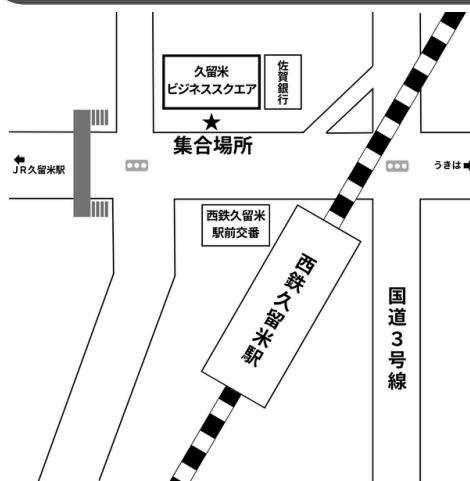 久留米
ビジネススクエア
佐賀銀行
★
集合場所
JR久留米駅
うきは
西鉄久留米
駅前交番
西鉄久留米駅
国道3号線